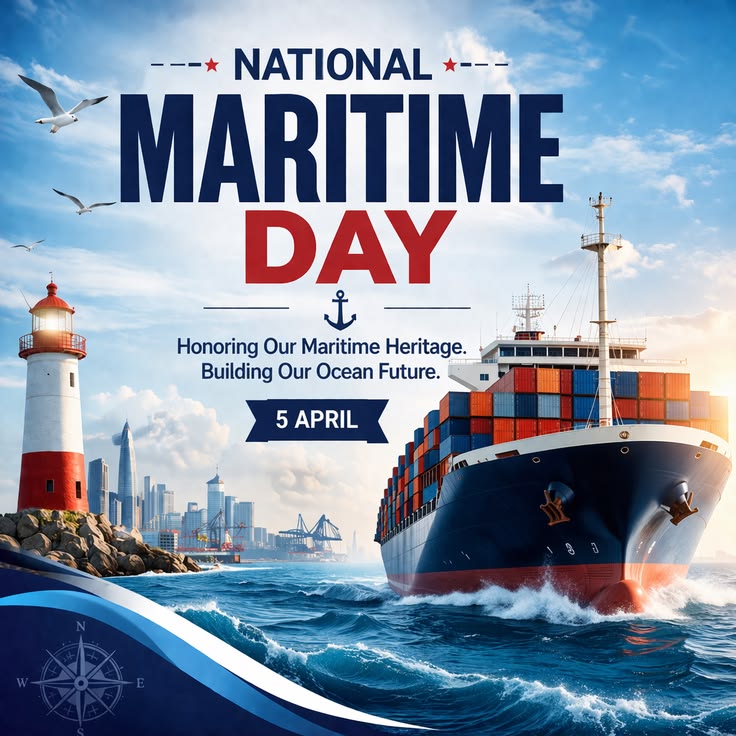 NATIONAL
MARITIME
DAY
Honoring Our Maritime Heritage.
Building Our Ocean Future.
5 APRIL
N
W E
S